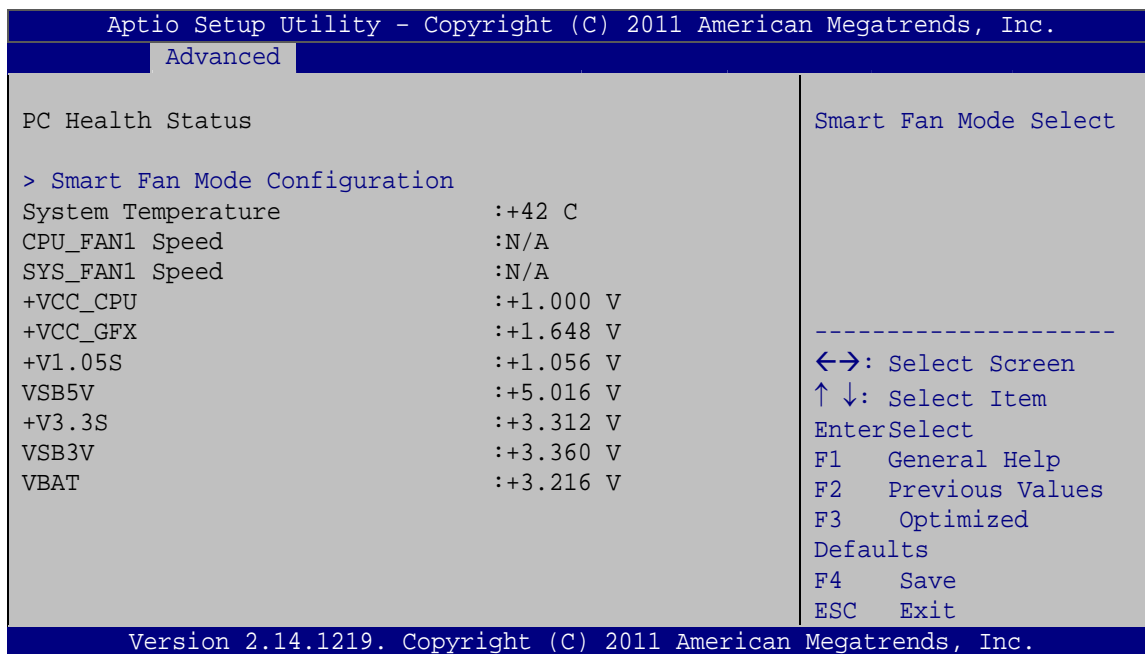 Aptio Setup Utility – Copyright (C) 2011 American Megatrends, Inc.
Advanced
PC Health Status
> Smart Fan Mode Configuration
System Temperature :+42 C
CPU_FAN1 Speed :N/A
SYS_FAN1 Speed :N/A
+VCC_CPU :+1.000 V
+VCC_GFX :+1.648 V
+V1.05S :+1.056 V
VSB5V :+5.016 V
+V3.3S :+3.312 V
VSB3V :+3.360 V
VBAT :+3.216 V
Smart Fan Mode Select
---------------------
←→: Select Screen
↑ ↓: Select Item
EnterSelect
F1 General Help
F2 Previous Values
F3 Optimized
Defaults
F4 Save
ESC Exit
Version 2.14.1219. Copyright (C) 2011 American Megatrends, Inc.